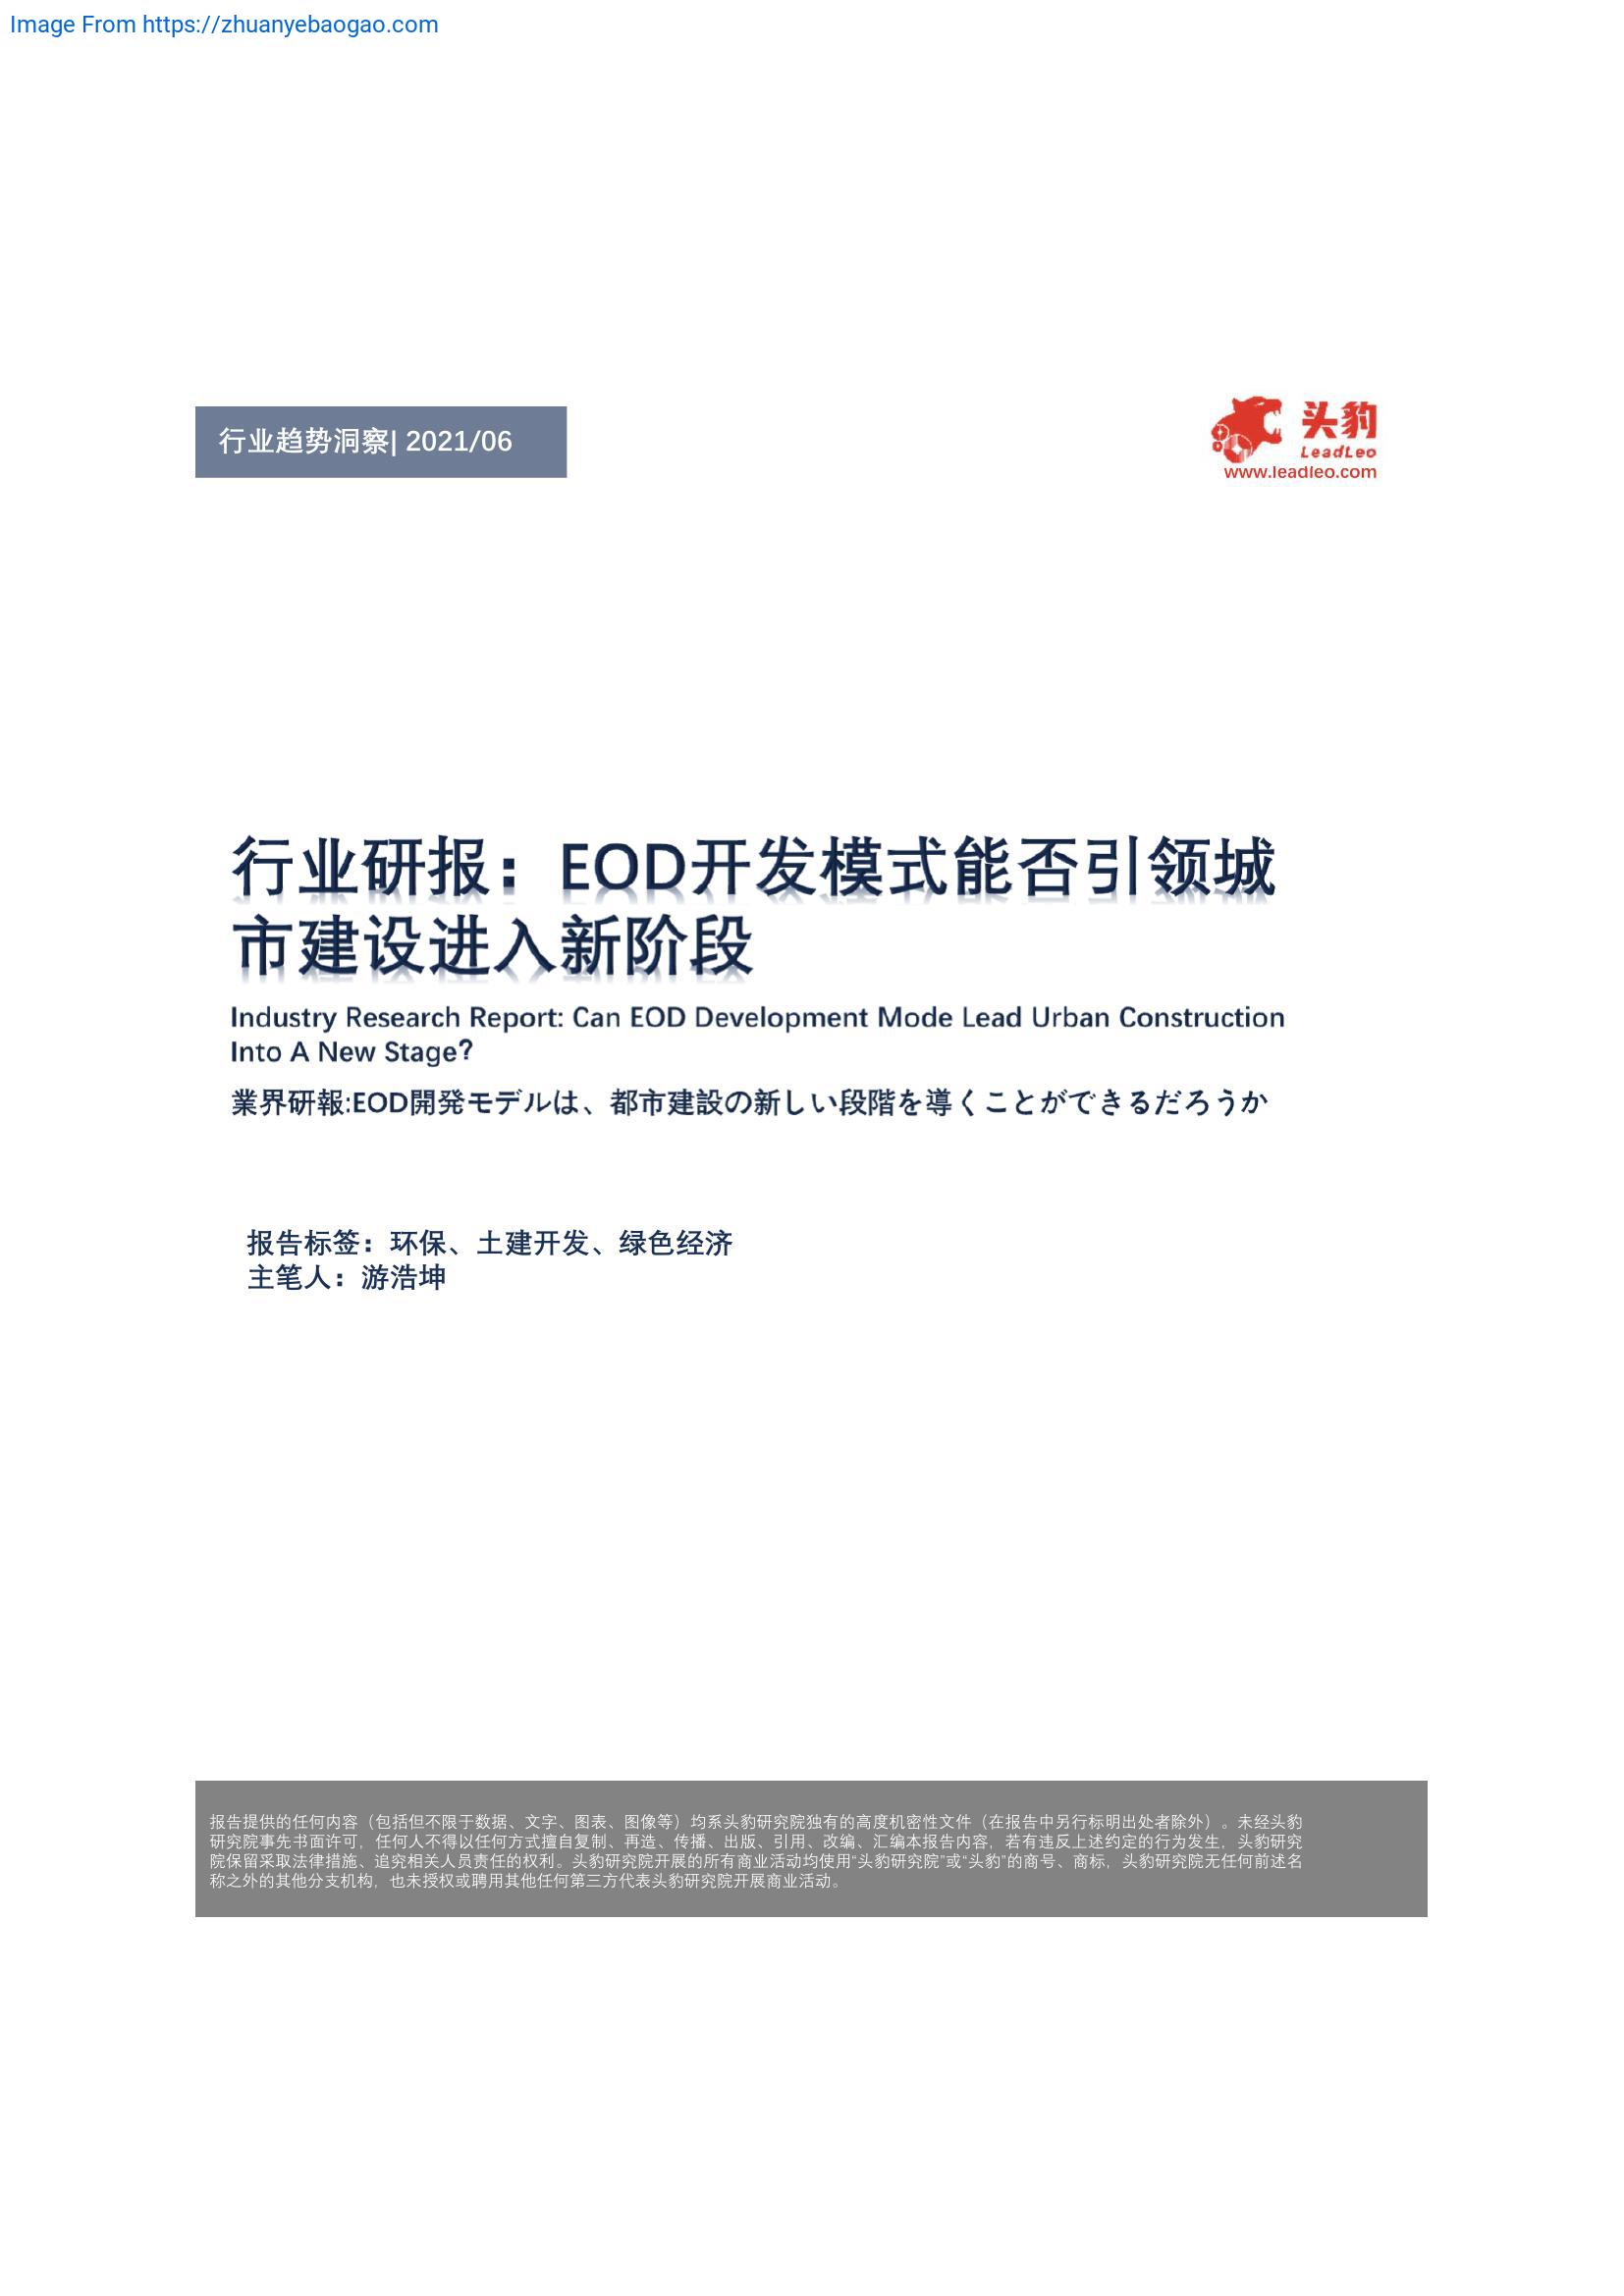 Image From https://zhuanyebaogao.com
行业趋势洞察| 2021/06
头豹
LeadLeo
www.leadleo.com
行业研报：EOD开发模式能否引领城
市建设进入新阶段
Industry Research Report: Can EOD Development Mode Lead Urban Construction
Into A New Stage?
業界研報:EOD開発モデルは、都市建設の新しい段階を導くことができるだろうか
报告标签：环保、土建开发、绿色经济
主笔人：游浩坤
报告提供的任何内容（包括但不限于数据、文字、图表、图像等）均系头豹研究院独有的高度机密性文件（在报告中另行标明出处者除外）。未经头豹
研究院事先书面许可，任何人不得以任何方式擅自复制、再造、传播、出版、引用、改编、汇编本报告内容，若有违反上述约定的行为发生，头豹研究
院保留采取法律措施、追究相关人员责任的权利。头豹研究院开展的所有商业活动均使用“头豹研究院”或“头豹”的商号、商标，头豹研究院无任何前述名
称之外的其他分支机构，也未授权或聘用其他任何第三方代表头豹研究院开展商业活动。